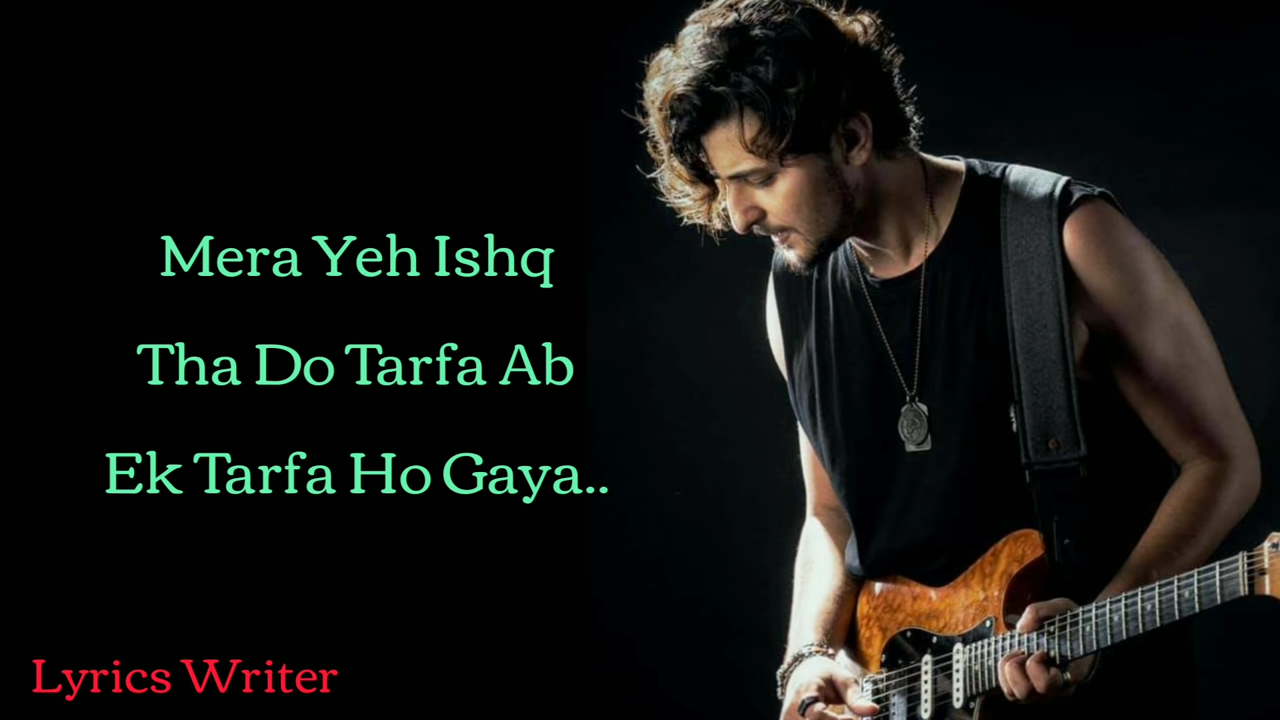 Mera Yeh Ishq
Tha Do Tarfa Ab
Ek Tarfa Ho Gaya..
Lyrics Writer